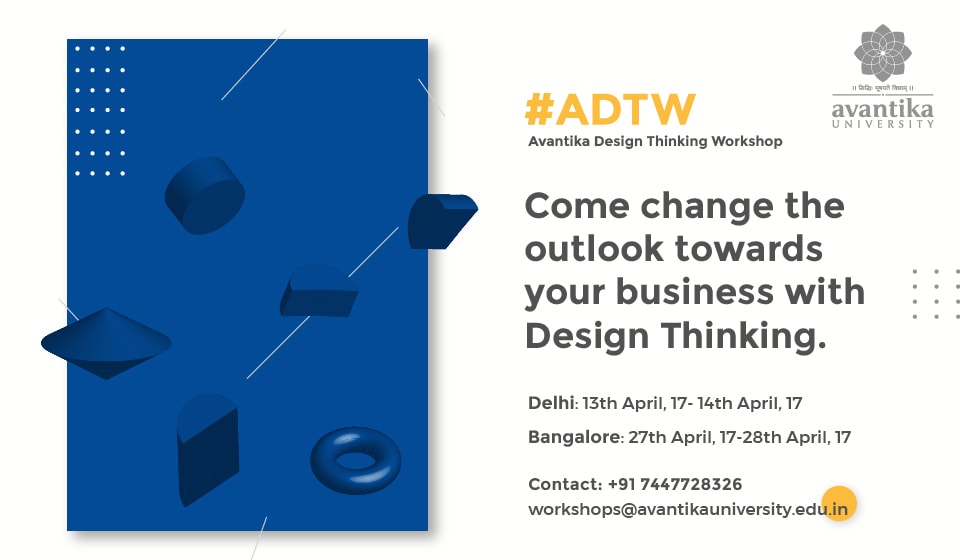 #ADTW
Avantika Design Thinking Workshop
|| सिद्धिः भूषयते विद्याम् ||
avantika
UNIVERSITY
Come change the
outlook towards
your business with
Design Thinking.
Delhi: 13th April, 17- 14th April, 17
Bangalore: 27th April, 17-28th April, 17
Contact: +91 7447728326
workshops@avantikauniversity.edu.in